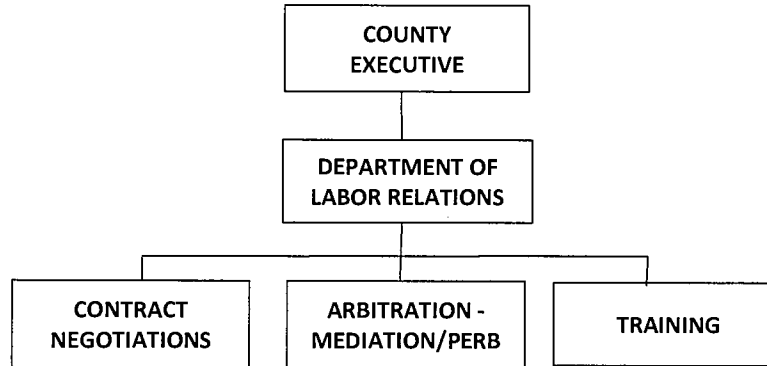 COUNTY
EXECUTIVE
DEPARTMENT OF
LABOR RELATIONS
CONTRACT
NEGOTIATIONS
ARBITRATION -
MEDIATION/PERB
TRAINING